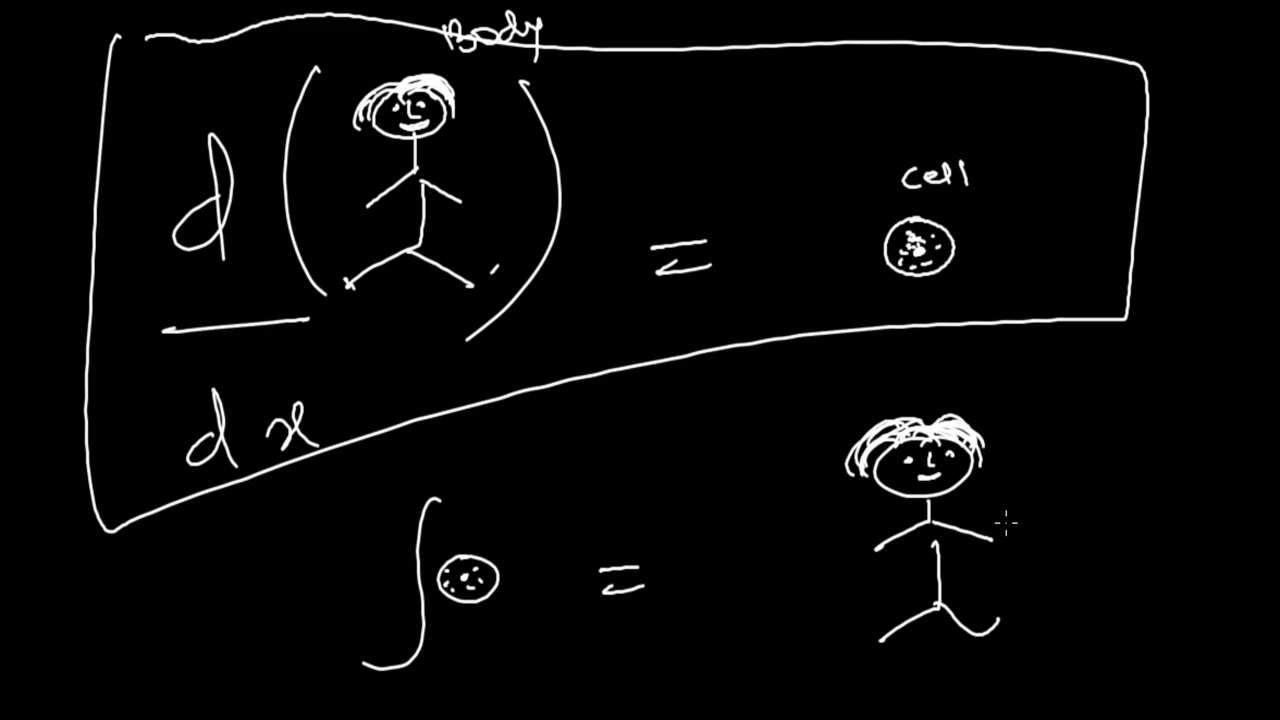 Body
d
cell
=
dx
∫ =